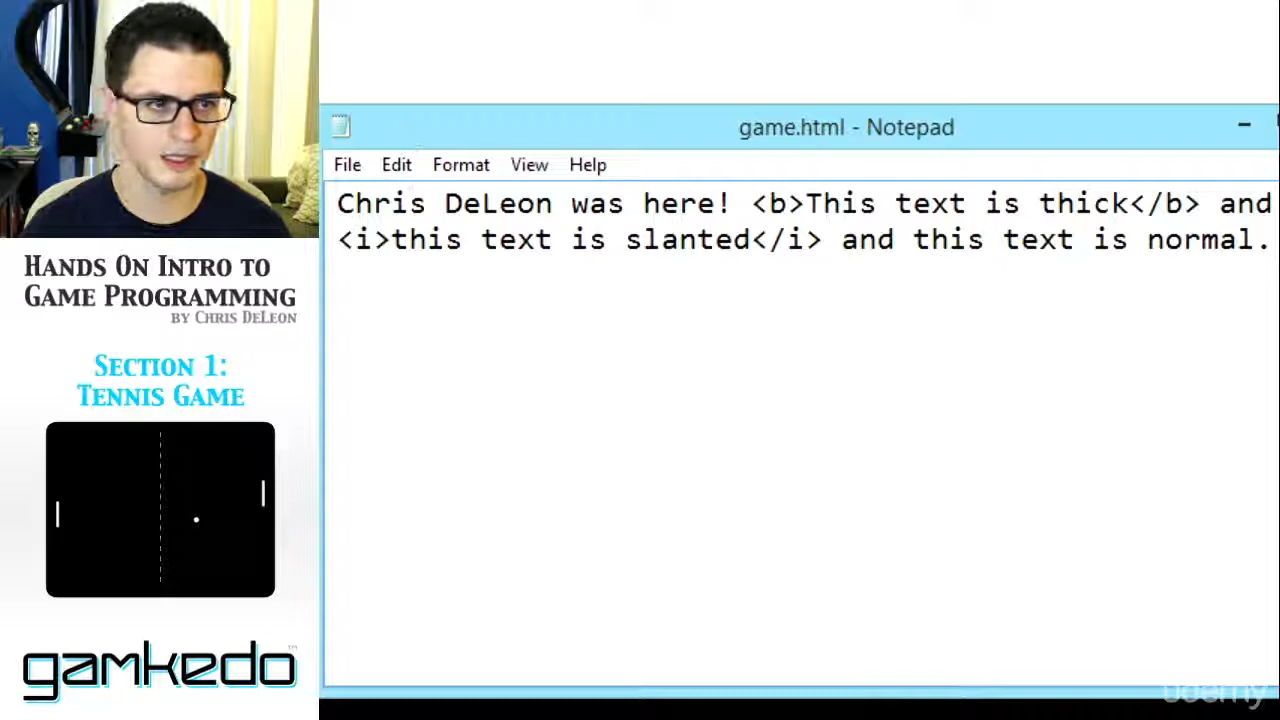 game.html - Notepad
File Edit Format View Help
Chris DeLeon was here! <b>This text is thick</b> and
<i>this text is slanted</i> and this text is normal.
Hands On Intro to
Game Programming
by Chris DeLeon
Section 1:
Tennis Game
gamkedo
TM
udemy